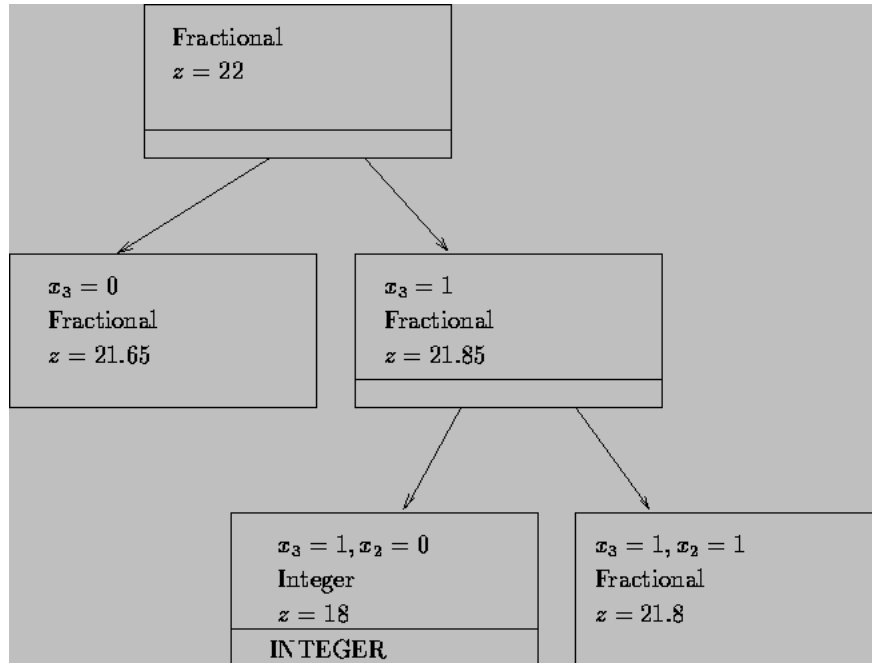 Fractional
z = 22
x₃ = 0
Fractional
z = 21.65
x₃ = 1
Fractional
z = 21.85
x₃ = 1, x₂ = 0
Integer
z = 18
INTEGER
x₃ = 1, x₂ = 1
Fractional
z = 21.8